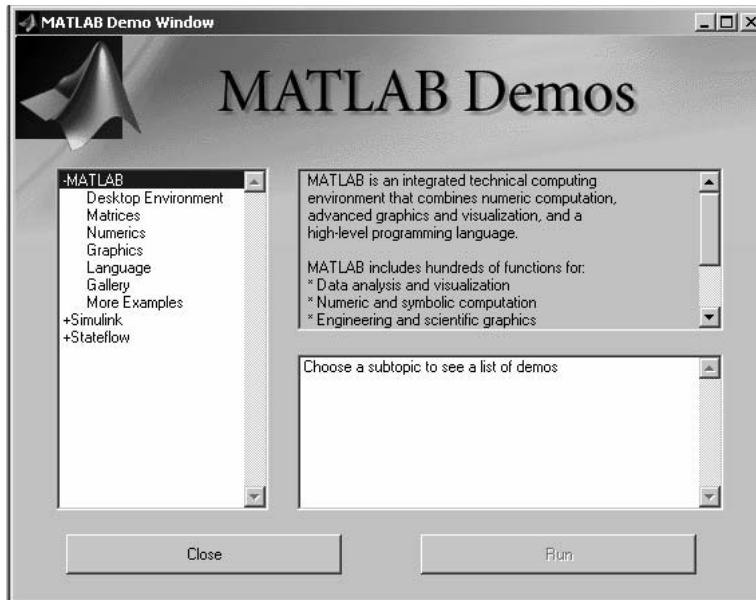 MATLAB Demo Window
MATLAB Demos
-MATLAB
Desktop Environment
Matrices
Numerics
Graphics
Language
Gallery
More Examples
+Simulink
+Stateflow
MATLAB is an integrated technical computing
environment that combines numeric computation,
advanced graphics and visualization, and a
high-level programming language.
MATLAB includes hundreds of functions for:
* Data analysis and visualization
* Numeric and symbolic computation
* Engineering and scientific graphics
Choose a subtopic to see a list of demos
Close
Run